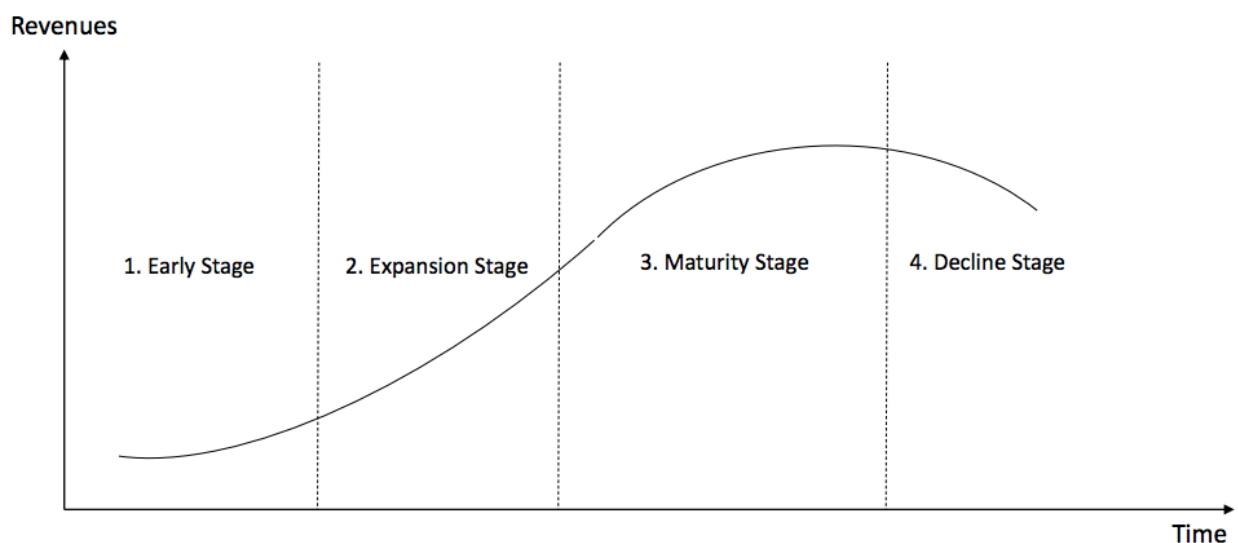 Revenues
1. Early Stage
2. Expansion Stage
3. Maturity Stage
4. Decline Stage
Time